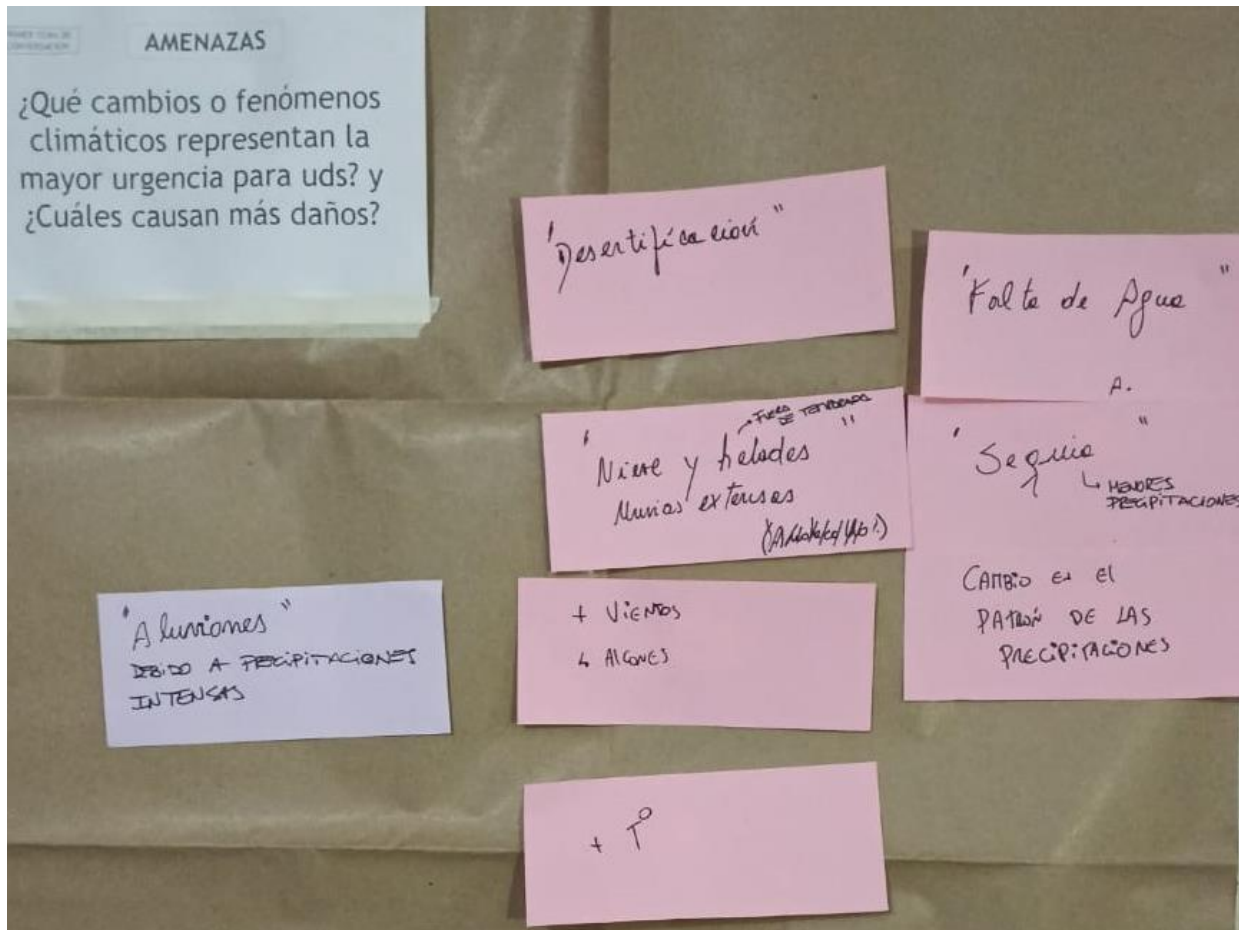 AMENAZAS
¿Qué cambios o fenómenos
climáticos representan la
mayor urgencia para uds? y
¿Cuáles causan más daños?
"Desertificación"
"Falta de Agua"
A.
→ FUERA
DE TEMPORADA
"Nieve y heladas"
lluvias extensas
"Sequia"
↳ MENORES
PRECIPITACIONES
CAMBIO EN EL
PATRÓN DE LAS
PRECIPITACIONES
"Aluviones"
DEBIDO A PRECIPITACIONES
INTENSAS
+ VIENTOS
+ T°